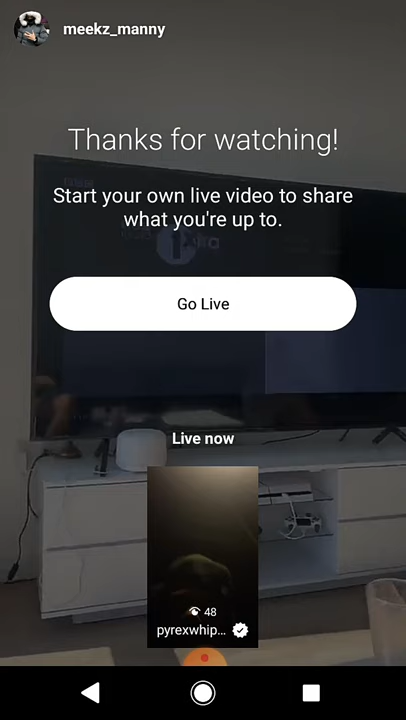 meekz_manny
Thanks for watching!
Start your own live video to share
what you're up to.
Go Live
Live now
48
pyrexwhip...